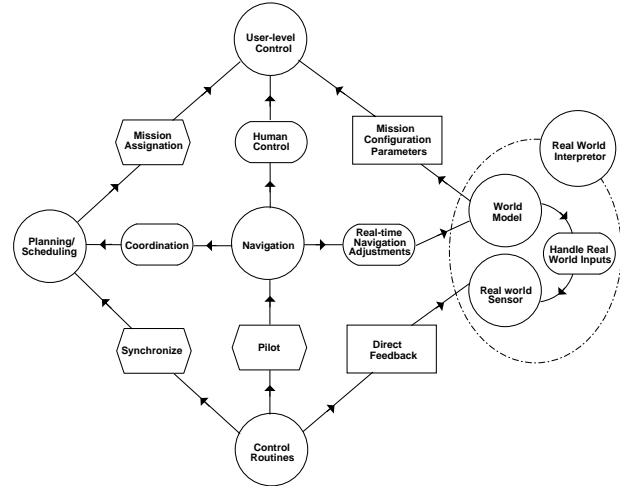 User-level
Control
Mission
Assignation
Human
Control
Mission
Configuration
Parameters
Real World
Interpretor
World
Model
Planning/
Scheduling
Coordination
Navigation
Real-time
Navigation
Adjustments
Handle Real
World Inputs
Real world
Sensor
Synchronize
Pilot
Direct
Feedback
Control
Routines